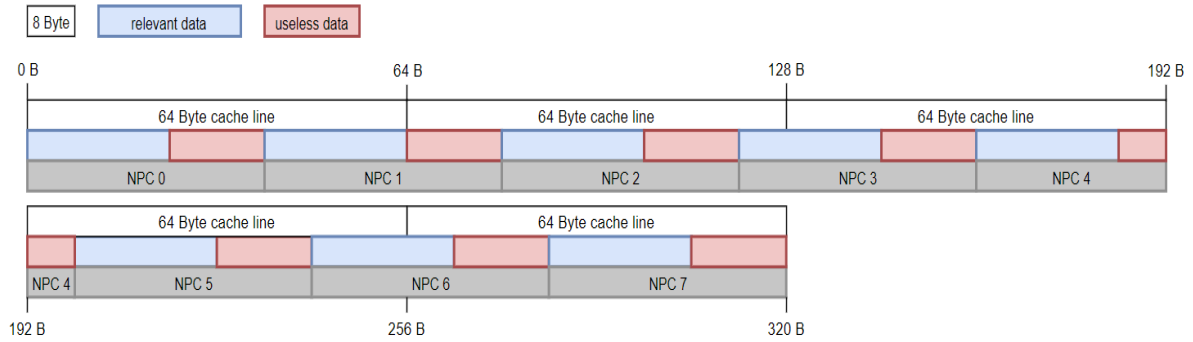 8 Byte relevant data useless data
0 B 64 B 128 B 192 B
64 Byte cache line 64 Byte cache line 64 Byte cache line
NPC 0 NPC 1 NPC 2 NPC 3 NPC 4
64 Byte cache line 64 Byte cache line
NPC 4 NPC 5 NPC 6 NPC 7
192 B 256 B 320 B